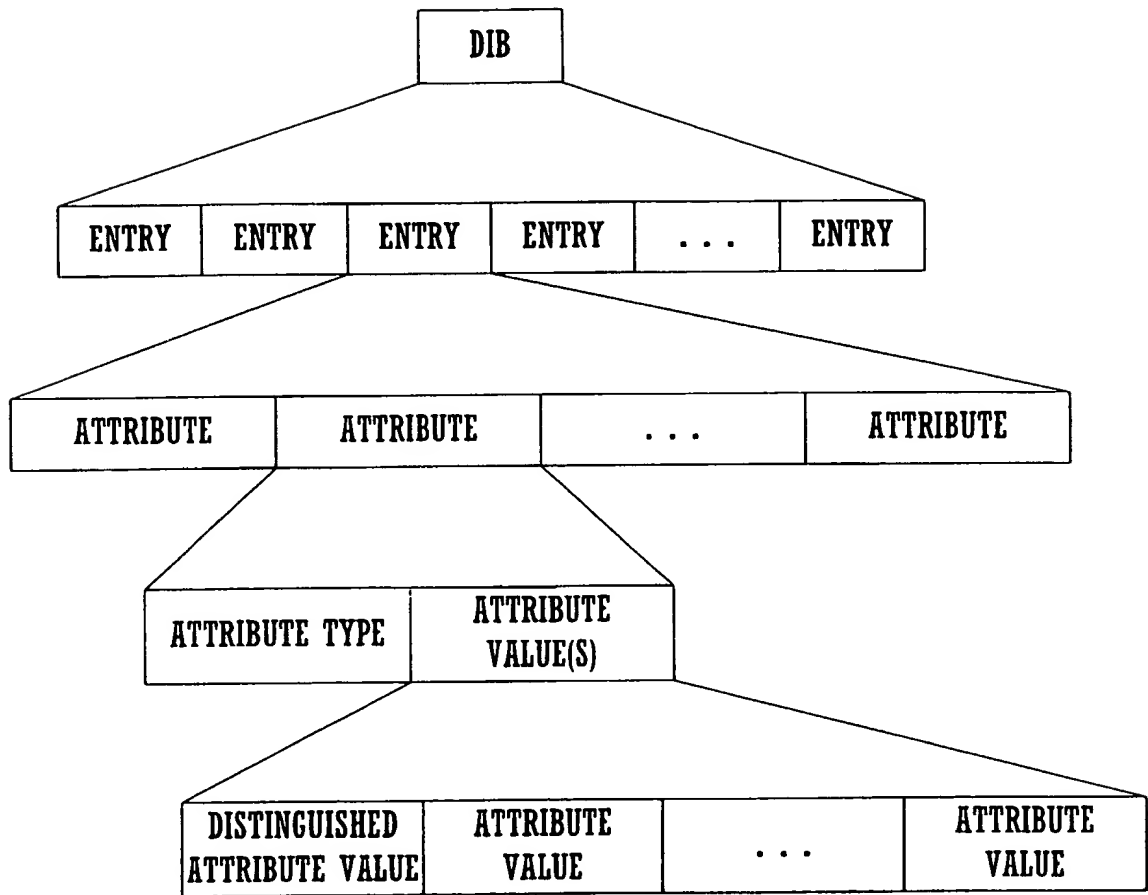 DIB
ENTRY ENTRY ENTRY ENTRY ... ENTRY
ATTRIBUTE ATTRIBUTE ... ATTRIBUTE
ATTRIBUTE TYPE
ATTRIBUTE
VALUE(S)
DISTINGUISHED
ATTRIBUTE VALUE
ATTRIBUTE
VALUE
...
ATTRIBUTE
VALUE